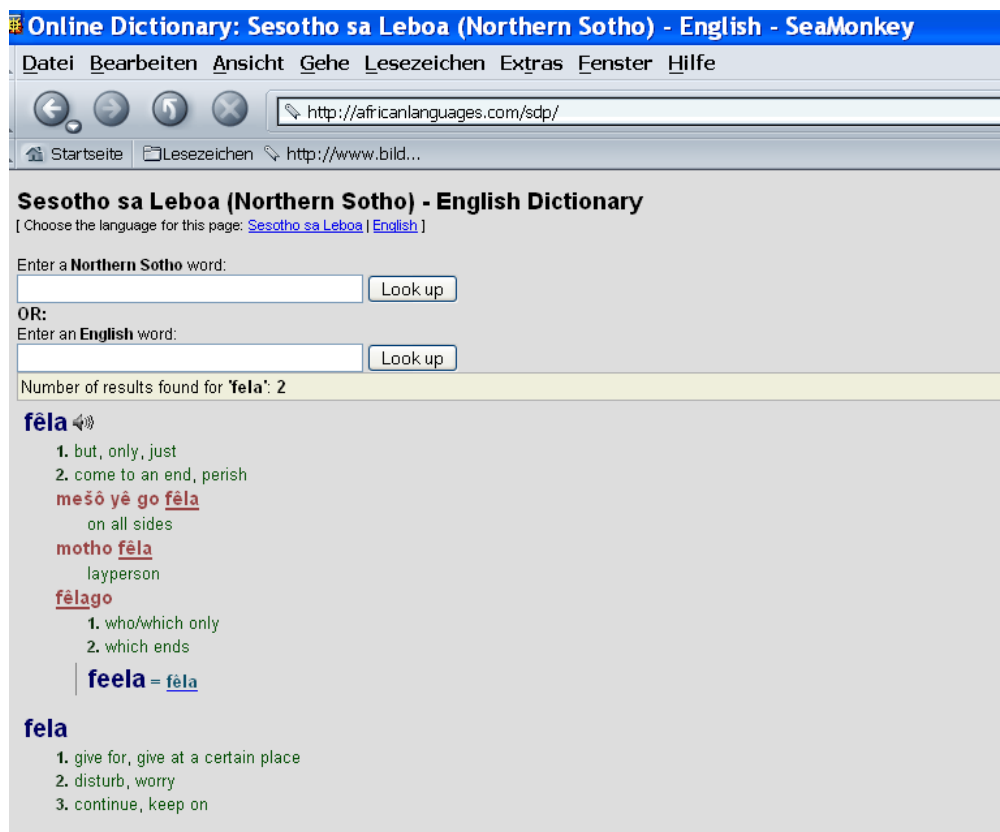 Online Dictionary: Sesotho sa Leboa (Northern Sotho) - English - SeaMonkey
Datei Bearbeiten Ansicht Gehe Lesezeichen Extras Fenster Hilfe
http://africanlanguages.com/sdp/
Startseite Lesezeichen http://www.bild...
Sesotho sa Leboa (Northern Sotho) - English Dictionary
[ Choose the language for this page: Sesotho sa Leboa | English ]
Enter a Northern Sotho word:
Look up
OR:
Enter an English word:
Look up
Number of results found for 'fela': 2
fêla
1. but, only, just
2. come to an end, perish
mešô yê go fêla
on all sides
motho fêla
layperson
fêlago
1. who/which only
2. which ends
feela = fêla
fela
1. give for, give at a certain place
2. disturb, worry
3. continue, keep on